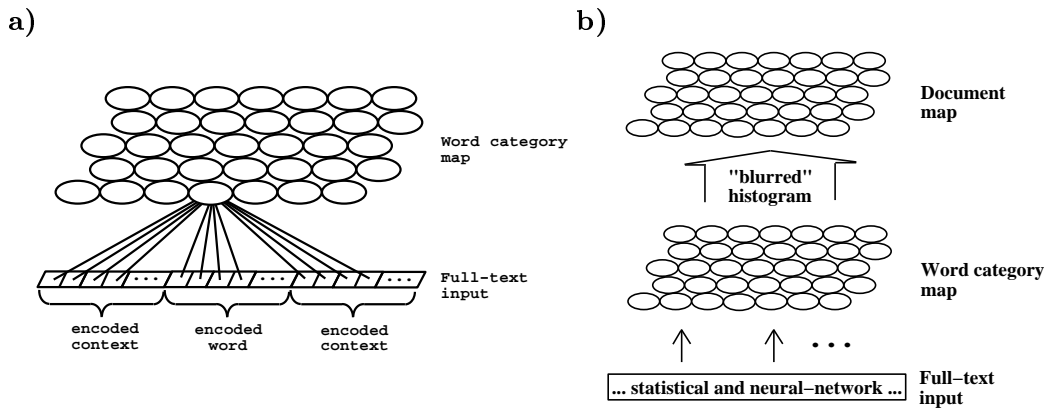 a)
Word category
map
...
...
...
Full-text
input
encoded
context
encoded
word
encoded
context
b)
Document
map
"blurred"
histogram
Word category
map
...
... statistical and neural−network ...
Full−text
input